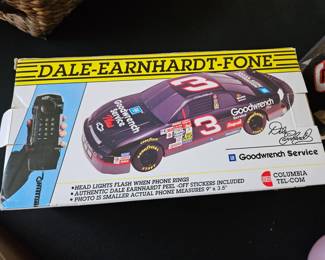 DALE-EARNHARDT-FONE
Goodwrench
Service
Plus
3
3
Goodwrench Service
•HEAD LIGHTS FLASH WHEN PHONE RINGS
•AUTHENTIC DALE EARNHARDT PEEL-OFF STICKERS INCLUDED
•PHOTO IS SMALLER ACTUAL PHONE MEASURES 9" x 3.5"
COLUMBIA
TEL-COM